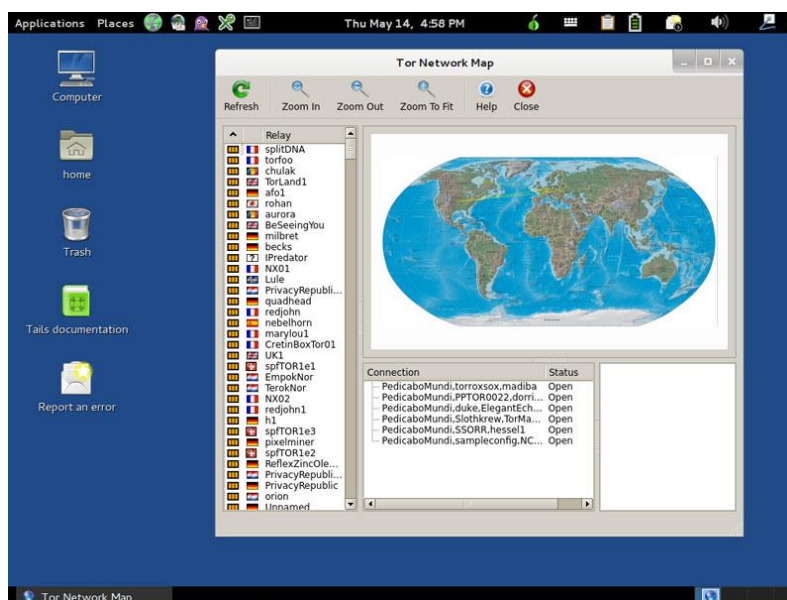 Applications Places Thu May 14, 4:58 PM
Computer
home
Trash
Tails documentation
Report an error
Tor Network Map
Refresh Zoom In Zoom Out Zoom To Fit Help Close
Relay
splitDNA
torfoo
chulak
TorLand1
afo1
rohan
aurora
BeSeeingYou
milbret
becks
IPredator
NX01
Lule
PrivacyRepubli...
quadhead
redjohn
nebelhorn
marylou1
CretinBoxTor01
UK1
spfTOR1e1
EmpokNor
TerokNor
NX02
redjohn1
h1
spfTOR1e3
pixelminer
spfTOR1e2
ReflexZincOle...
PrivacyRepubli...
PrivacyRepublic
orion
Unnamed
Connection Status
PedicaboMundi,torroxsox,madiba Open
PedicaboMundi,PPTOR0022,dorri... Open
PedicaboMundi,duke,ElegantEch... Open
PedicaboMundi,Slothkrew,TorMa... Open
PedicaboMundi,SSORR,hessel1 Open
PedicaboMundi,sampleconfig,NC... Open
Tor Network Map